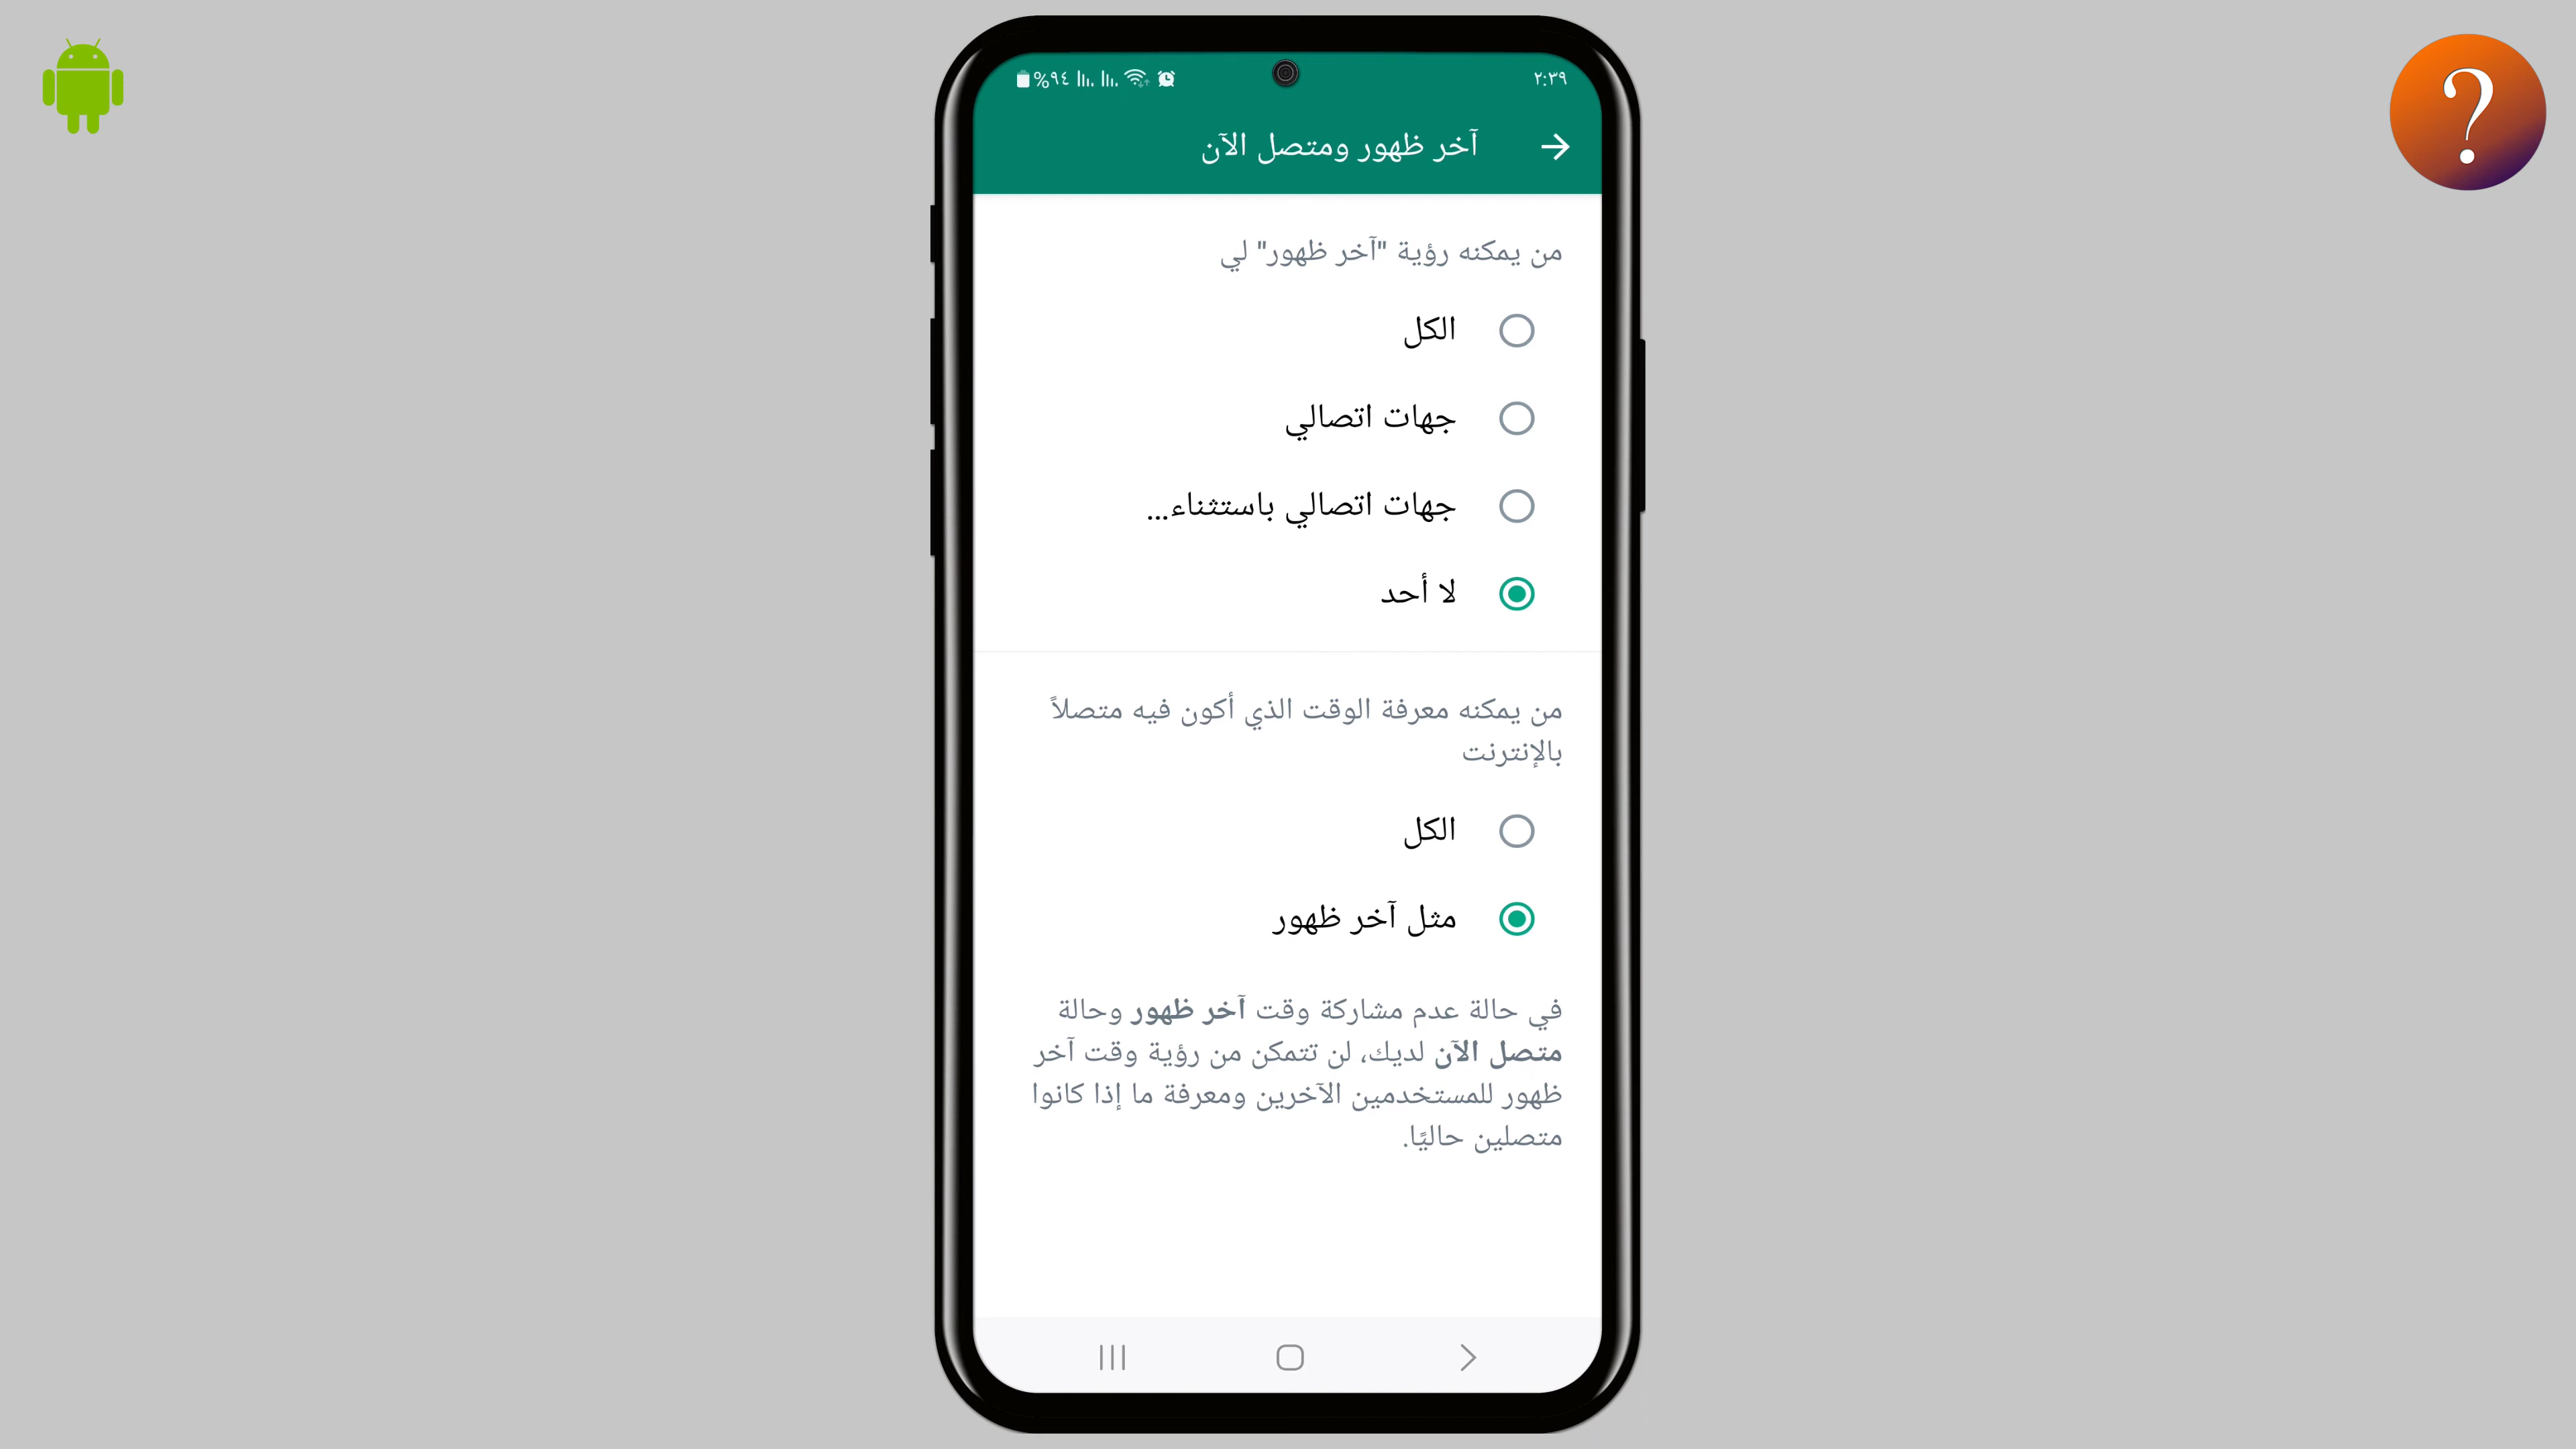 ٢:٣٩ %٩٤
آخر ظهور ومتصل الآن
من يمكنه رؤية "آخر ظهور" لي
الكل
جهات اتصالي
جهات اتصالي باستثناء...
لا أحد
من يمكنه معرفة الوقت الذي أكون فيه متصلاً
بالإنترنت
الكل
مثل آخر ظهور
في حالة عدم مشاركة وقت آخر ظهور وحالة
متصل الآن لديك، لن تتمكن من رؤية وقت آخر
ظهور للمستخدمين الآخرين ومعرفة ما إذا كانوا
متصلين حاليًا.
?